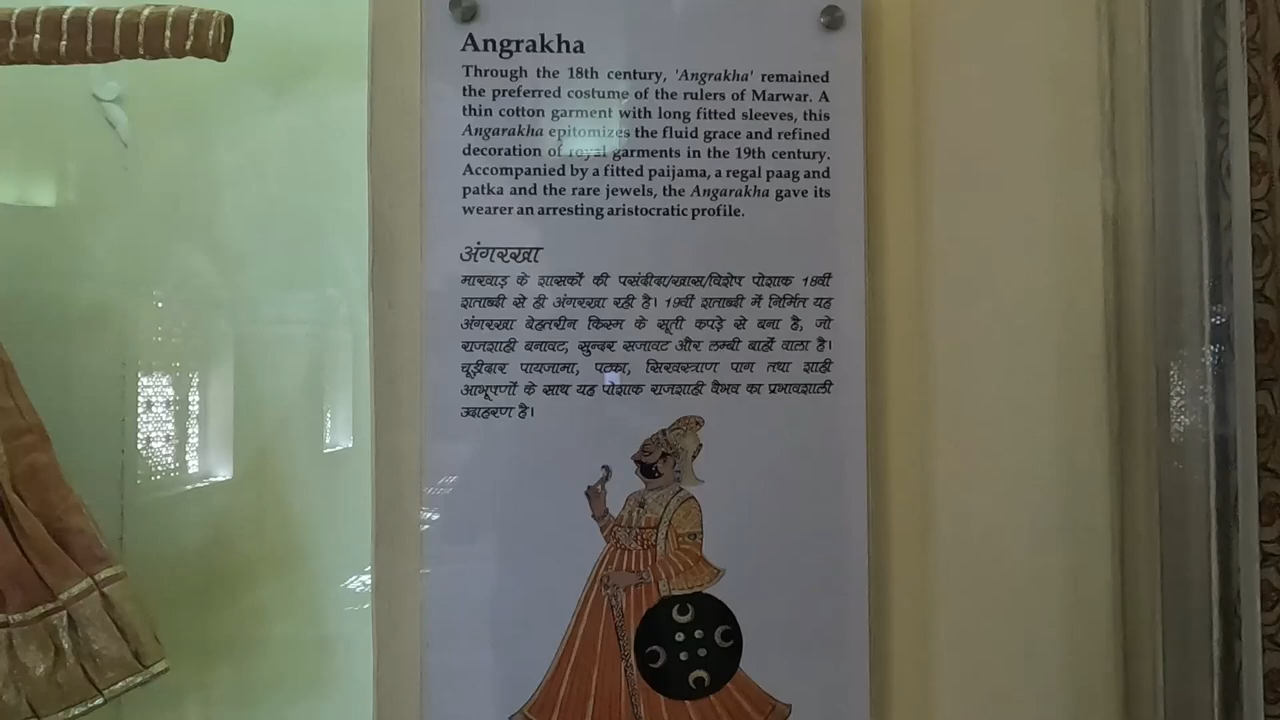 Angrakha
Through the 18th century, 'Angrakha' remained
the preferred costume of the rulers of Marwar. A
thin cotton garment with long fitted sleeves, this
Angarakha epitomizes the fluid grace and refined
decoration of royal garments in the 19th century.
Accompanied by a fitted paijama, a regal paag and
patka and the rare jewels, the Angarakha gave its
wearer an arresting aristocratic profile.
अंगरखा
मारवाड़ के शासकों की पसंदीदा/खास/विशेष पोशाक 18वीं
शताब्दी से ही अंगरखा रही है। 19वीं शताब्दी में निर्मित यह
अंगरखा बेहतरीन किस्म के सूती कपड़े से बना है, जो
राजशाही बनावट, सुन्दर सजावट और लम्बी बाहों वाला है।
चूड़ीदार पायजामा, पटका, सिरवस्त्राण पाग तथा शाही
आभूषणों के साथ यह पोशाक राजशाही वैभव का प्रभावशाली
उदाहरण है।